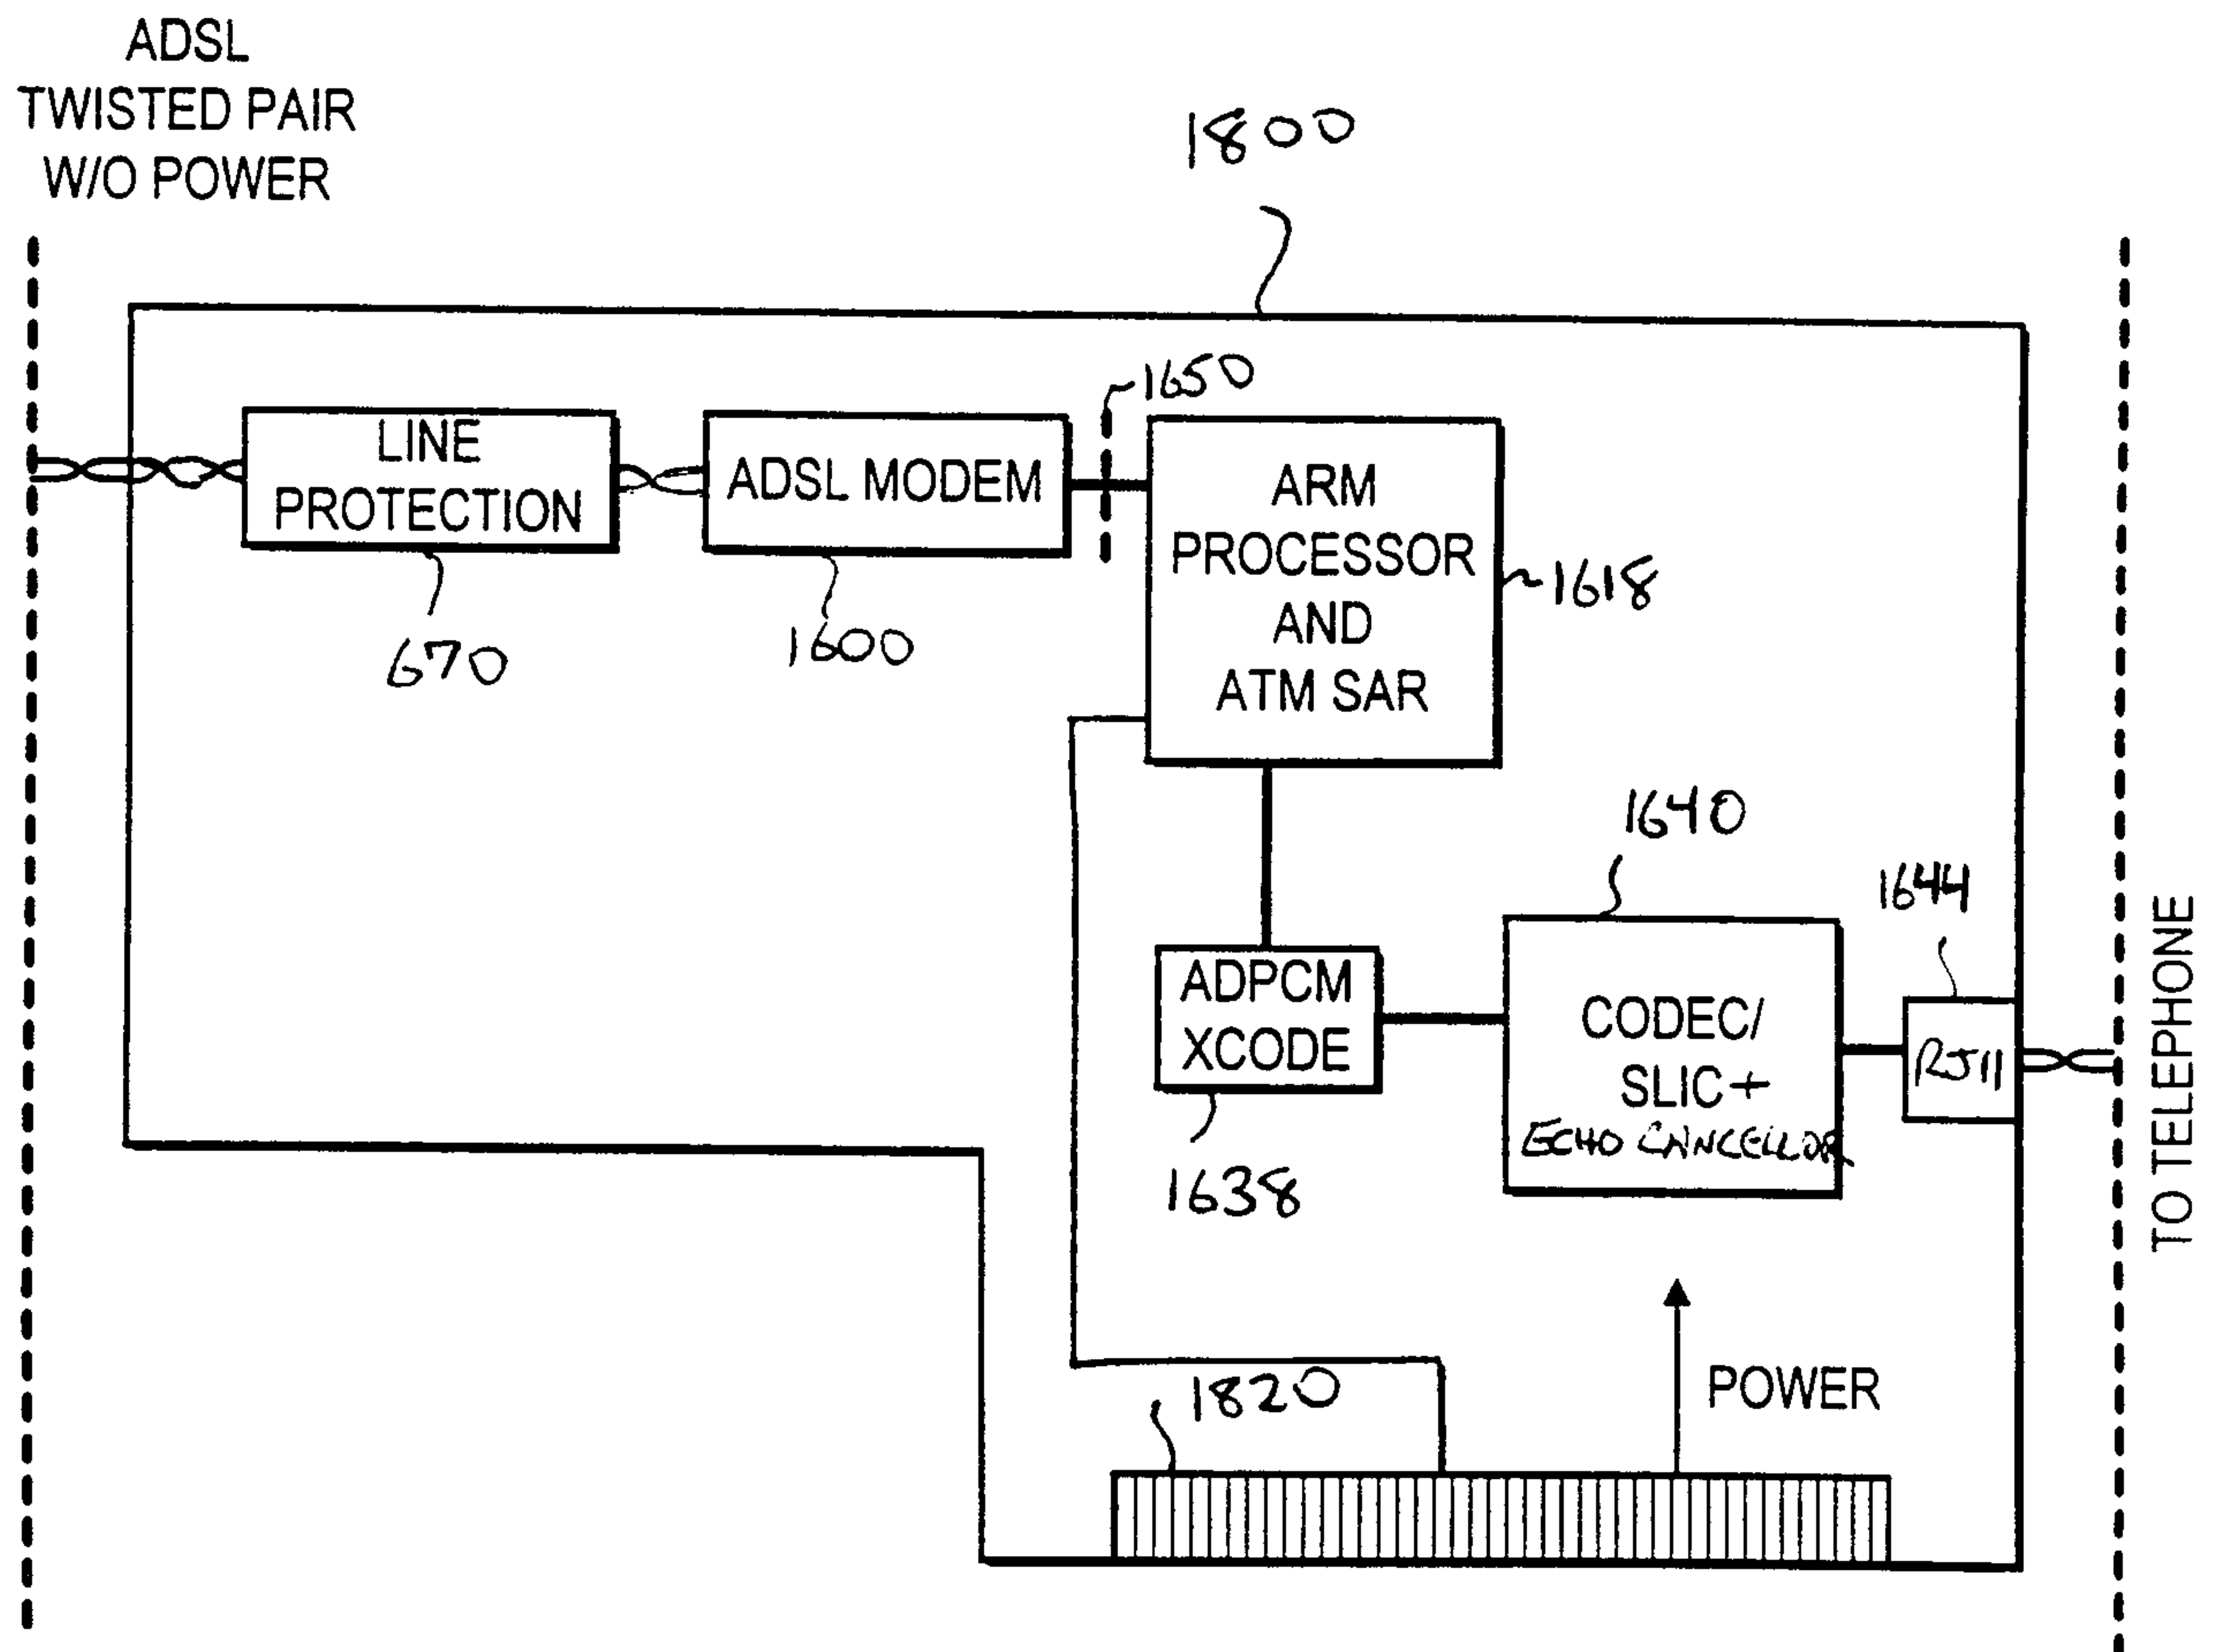 ADSL
TWISTED PAIR
W/O POWER
1800
1650
LINE
PROTECTION
ADSL MODEM
ARM
PROCESSOR
AND
ATM SAR
1618
670
1600
1640
1644
ADPCM
XCODE
CODEC/
SLIC+
ECHO CANCELLOR
RJ11
1638
TO TELEPHONE
POWER
1820